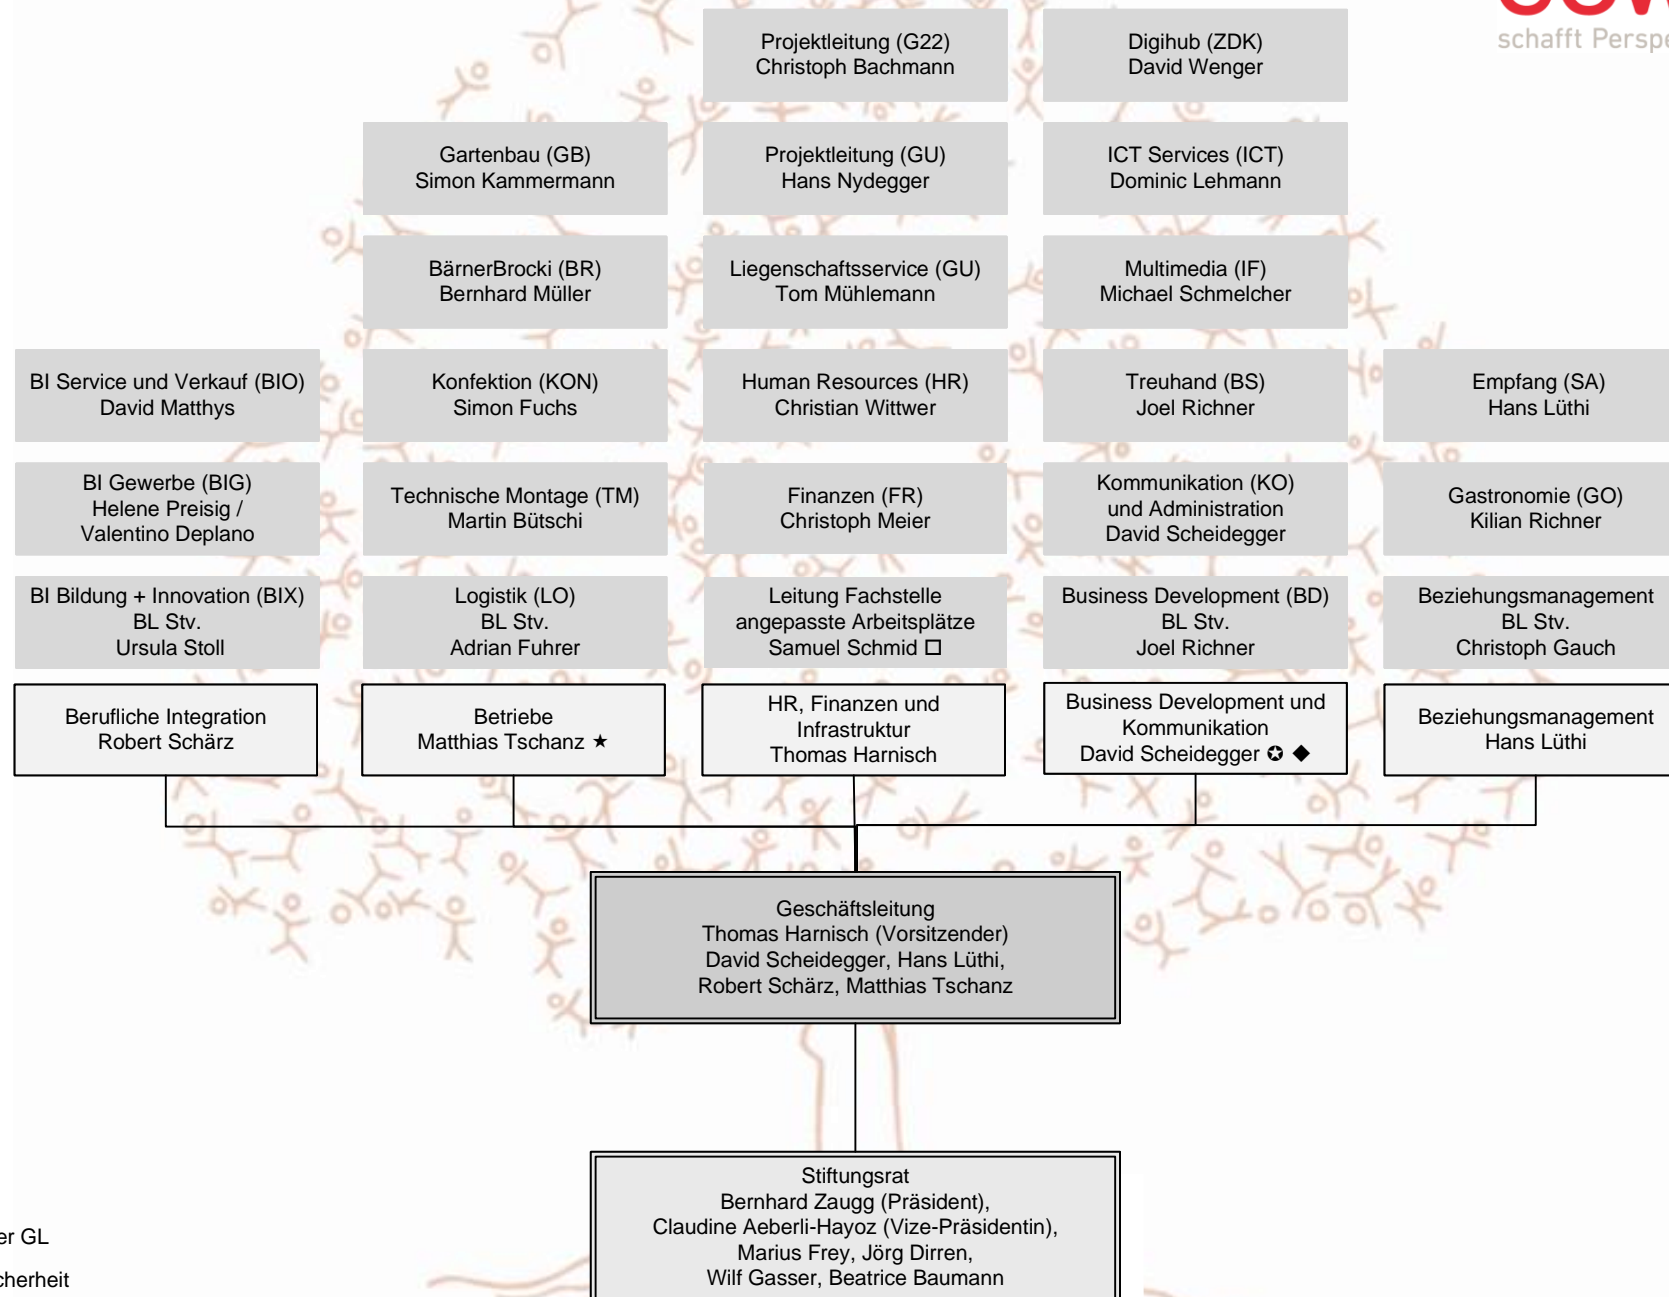 schafft Perspe
Projektleitung (G22)
Christoph Bachmann
Digihub (ZDK)
David Wenger
Gartenbau (GB)
Simon Kammermann
Projektleitung (GU)
Hans Nydegger
ICT Services (ICT)
Dominic Lehmann
BärnerBrocki (BR)
Bernhard Müller
Liegenschaftsservice (GU)
Tom Mühlemann
Multimedia (IF)
Michael Schmelcher
BI Service und Verkauf (BIO)
David Matthys
Konfektion (KON)
Simon Fuchs
Human Resources (HR)
Christian Wittwer
Treuhand (BS)
Joel Richner
Empfang (SA)
Hans Lüthi
BI Gewerbe (BIG)
Helene Preisig /
Valentino Deplano
Technische Montage (TM)
Martin Bütschi
Finanzen (FR)
Christoph Meier
Kommunikation (KO)
und Administration
David Scheidegger
Gastronomie (GO)
Kilian Richner
BI Bildung + Innovation (BIX)
BL Stv.
Ursula Stoll
Logistik (LO)
BL Stv.
Adrian Fuhrer
Leitung Fachstelle
angepasste Arbeitsplätze
Samuel Schmid □
Business Development (BD)
BL Stv.
Joel Richner
Beziehungsmanagement
BL Stv.
Christoph Gauch
Berufliche Integration
Robert Schärz
Betriebe
Matthias Tschanz ★
HR, Finanzen und
Infrastruktur
Thomas Harnisch
Business Development und
Kommunikation
David Scheidegger ✪ ◆
Beziehungsmanagement
Hans Lüthi
Geschäftsleitung
Thomas Harnisch (Vorsitzender)
David Scheidegger, Hans Lüthi,
Robert Schärz, Matthias Tschanz
Stiftungsrat
Bernhard Zaugg (Präsident),
Claudine Aeberli-Hayoz (Vize-Präsidentin),
Marius Frey, Jörg Dirren,
Wilf Gasser, Beatrice Baumann
er GL
cherheit